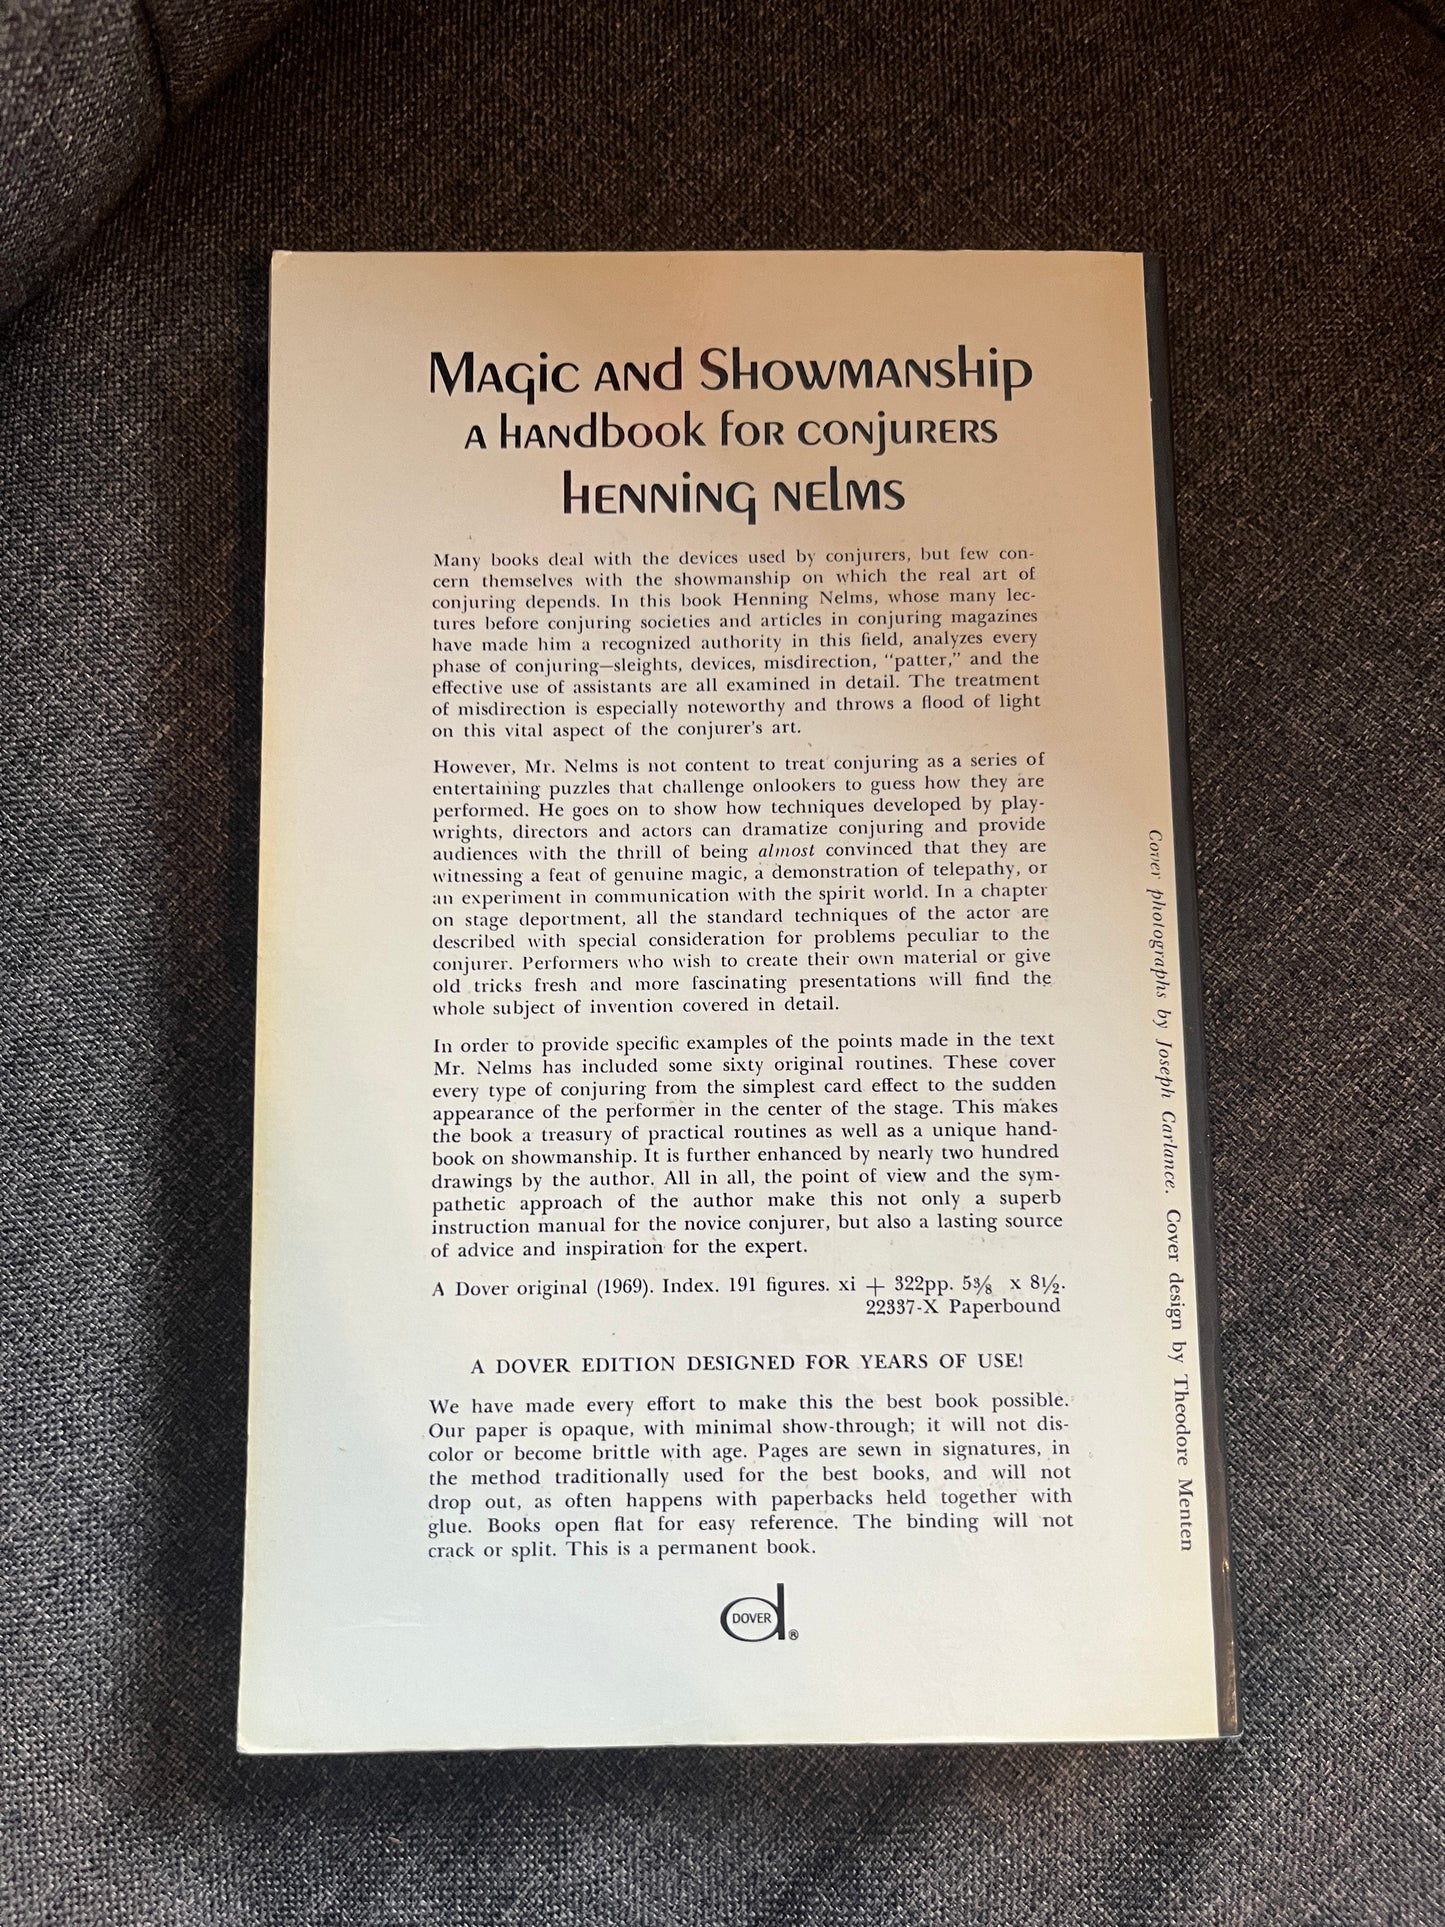 Magic and Showmanship
a handbook for conjurers
Henning Nelms
Many books deal with the devices used by conjurers, but few con-
cern themselves with the showmanship on which the real art of
conjuring depends. In this book Henning Nelms, whose many lec-
tures before conjuring societies and articles in conjuring magazines
have made him a recognized authority in this field, analyzes every
phase of conjuring—sleights, devices, misdirection, “patter,” and the
effective use of assistants are all examined in detail. The treatment
of misdirection is especially noteworthy and throws a flood of light
on this vital aspect of the conjurer's art.
However, Mr. Nelms is not content to treat conjuring as a series of
entertaining puzzles that challenge onlookers to guess how they are
performed. He goes on to show how techniques developed by play-
wrights, directors and actors can dramatize conjuring and provide
audiences with the thrill of being almost convinced that they are
witnessing a feat of genuine magic, a demonstration of telepathy, or
an experiment in communication with the spirit world. In a chapter
on stage deportment, all the standard techniques of the actor are
described with special consideration for problems peculiar to the
conjurer. Performers who wish to create their own material or give
old tricks fresh and more fascinating presentations will find the
whole subject of invention covered in detail.
In order to provide specific examples of the points made in the text
Mr. Nelms has included some sixty original routines. These cover
every type of conjuring from the simplest card effect to the sudden
appearance of the performer in the center of the stage. This makes
the book a treasury of practical routines as well as a unique hand-
book on showmanship. It is further enhanced by nearly two hundred
drawings by the author. All in all, the point of view and the sym-
pathetic approach of the author make this not only a superb
instruction manual for the novice conjurer, but also a lasting source
of advice and inspiration for the expert.
A Dover original (1969). Index. 191 figures. xi + 322pp. 5⅜ x 8½.
22337-X Paperbound
A DOVER EDITION DESIGNED FOR YEARS OF USE!
We have made every effort to make this the best book possible.
Our paper is opaque, with minimal show-through; it will not dis-
color or become brittle with age. Pages are sewn in signatures, in
the method traditionally used for the best books, and will not
drop out, as often happens with paperbacks held together with
glue. Books open flat for easy reference. The binding will not
crack or split. This is a permanent book.
DOVER ®
Cover photographs by Joseph Carlance. Cover design by Theodore Menten